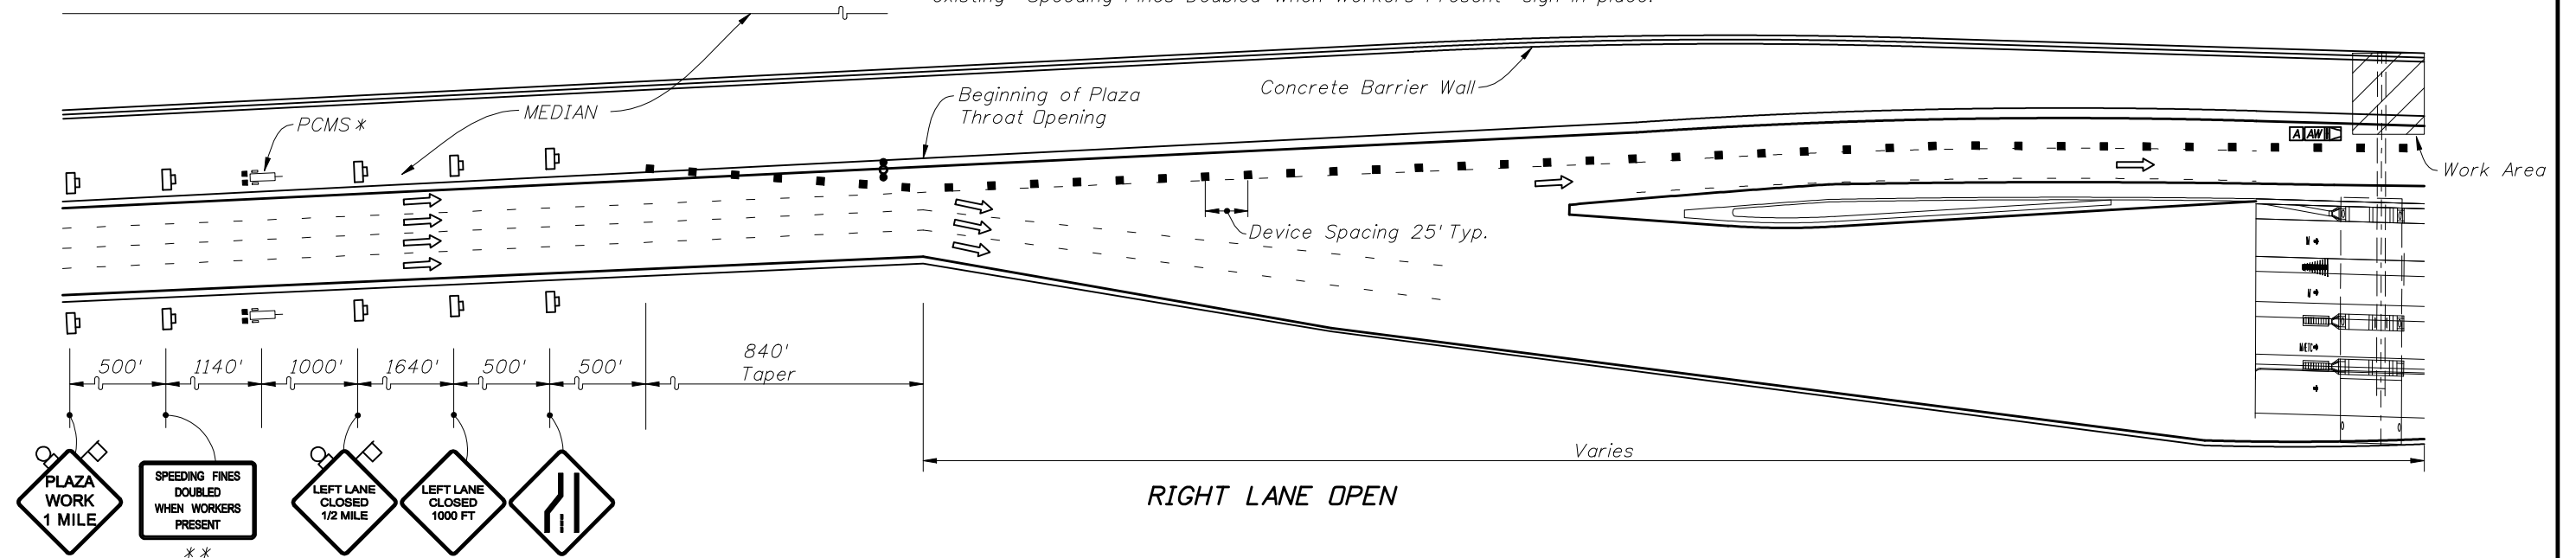 existing "Speeding Fines Doubled When Workers Present" sign in place.
Concrete Barrier Wall
Beginning of Plaza
Throat Opening
MEDIAN
PCMS *
A AW
Work Area
Device Spacing 25' Typ.
500'
1140'
1000'
1640'
500'
500'
840'
Taper
Varies
PLAZA
WORK
1 MILE
SPEEDING FINES
DOUBLED
WHEN WORKERS
PRESENT
**
LEFT LANE
CLOSED
1/2 MILE
LEFT LANE
CLOSED
1000 FT
RIGHT LANE OPEN